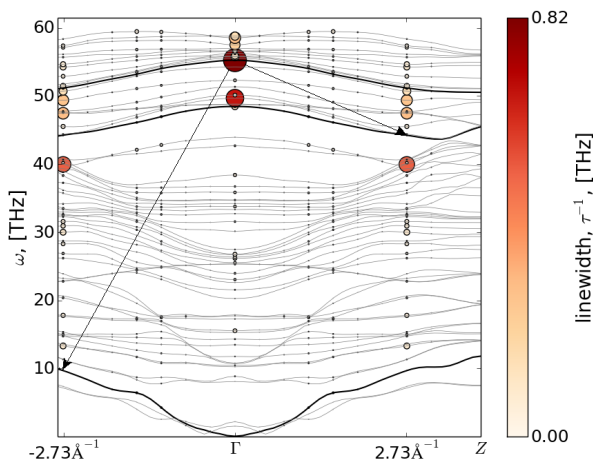 60
50
40
30
20
10
ω, [THz]
-2.73Å⁻¹
Γ
2.73Å⁻¹
Z
0.82
0.00
linewidth, τ⁻¹, [THz]